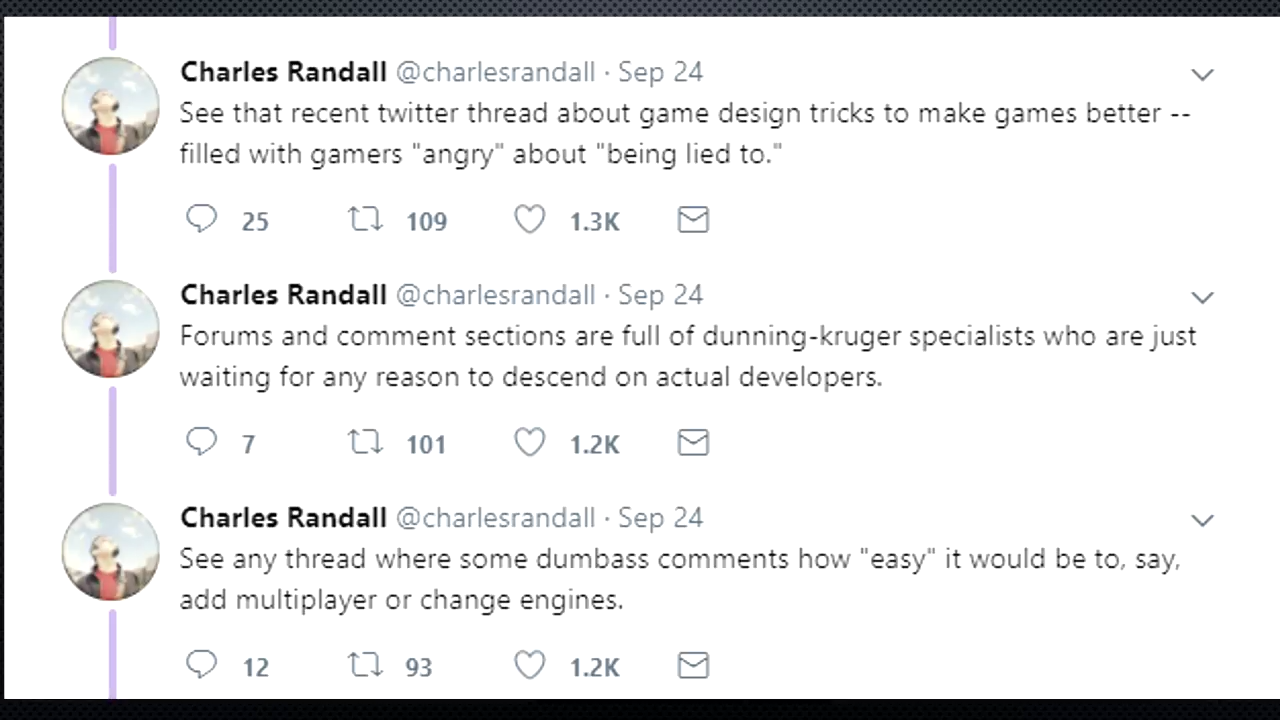 Charles Randall @charlesrandall · Sep 24
See that recent twitter thread about game design tricks to make games better --
filled with gamers "angry" about "being lied to."
25 109 1.3K
Charles Randall @charlesrandall · Sep 24
Forums and comment sections are full of dunning-kruger specialists who are just
waiting for any reason to descend on actual developers.
7 101 1.2K
Charles Randall @charlesrandall · Sep 24
See any thread where some dumbass comments how "easy" it would be to, say,
add multiplayer or change engines.
12 93 1.2K